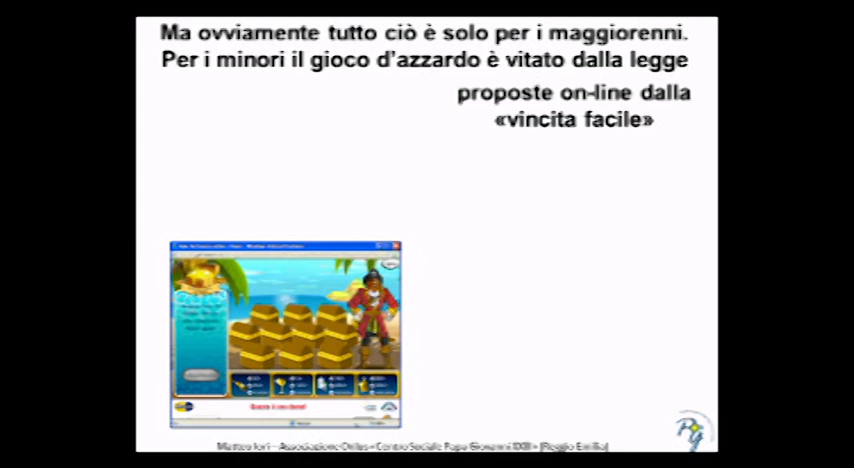 Ma ovviamente tutto ciò è solo per i maggiorenni.
Per i minori il gioco d'azzardo è vitato dalla legge
proposte on-line dalla
«vincita facile»
Matteo Iori – Associazione Onlus «Centro Sociale Papa Giovanni XXIII» (Reggio Emilia)